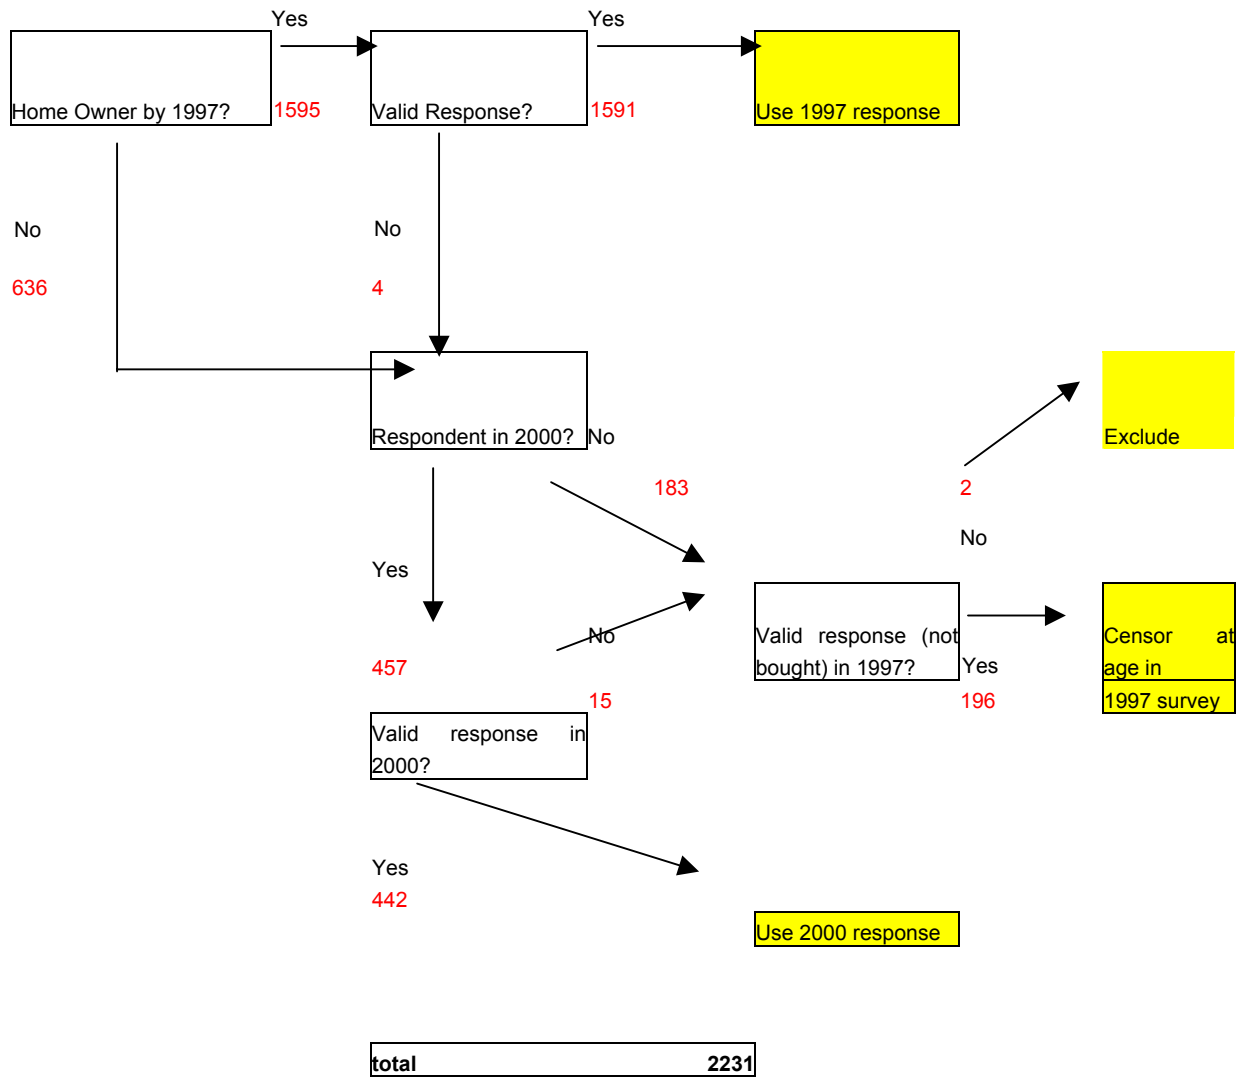 Yes
Yes
Home Owner by 1997?
1595
Valid Response?
1591
Use 1997 response
No
No
636
4
Respondent in 2000?
No
Exclude
183
2
No
Yes
No
Valid response (not
bought) in 1997?
Censor at
age in
1997 survey
457
Yes
15
196
Valid response in
2000?
Yes
442
Use 2000 response
total 2231